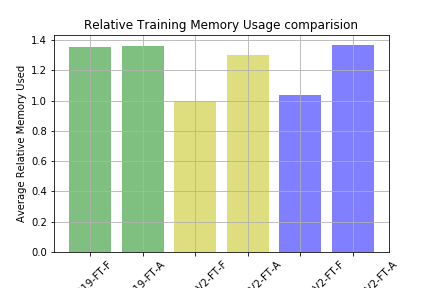 Relative Training Memory Usage comparision
Average Relative Memory Used
1.4
1.2
1.0
0.8
0.6
0.4
0.2
0.0
19-FT-F
19-FT-A
V2-FT-F
V2-FT-A
V2-FT-F
V2-FT-A